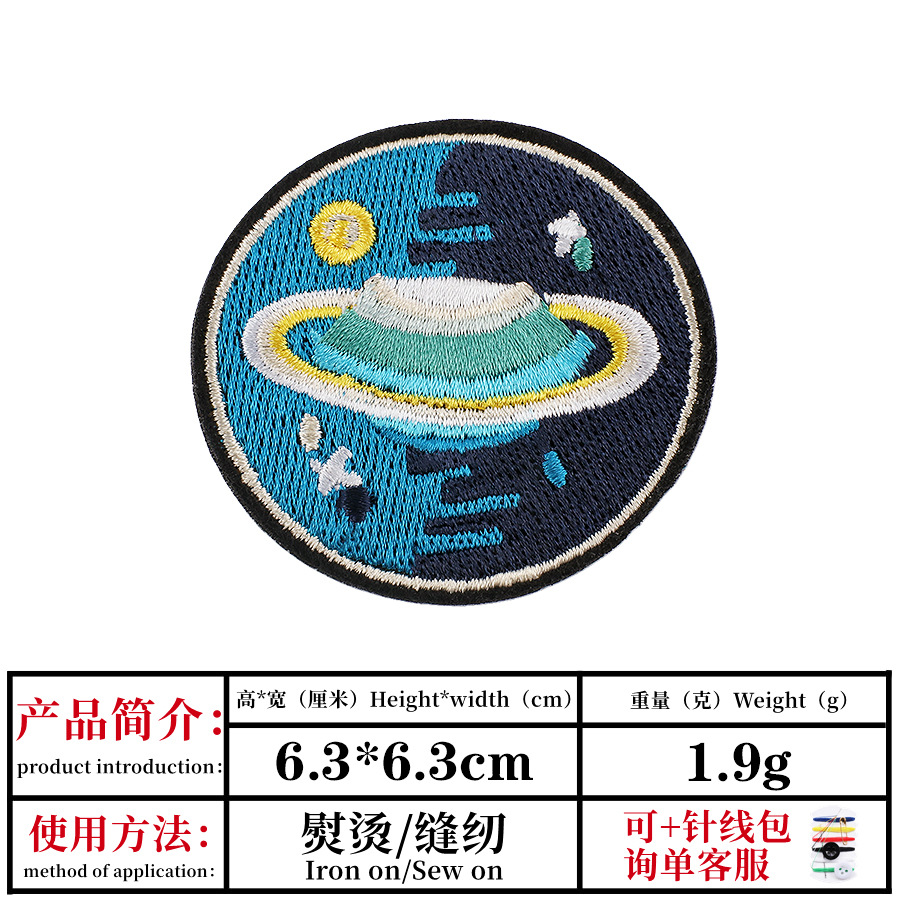 产品简介:
product introduction:
高*宽（厘米）Height*width（cm）
重量（克）Weight（g）
6.3*6.3cm
1.9g
使用方法:
method of application:
熨烫/缝纫
Iron on/Sew on
可+针线包
询单客服